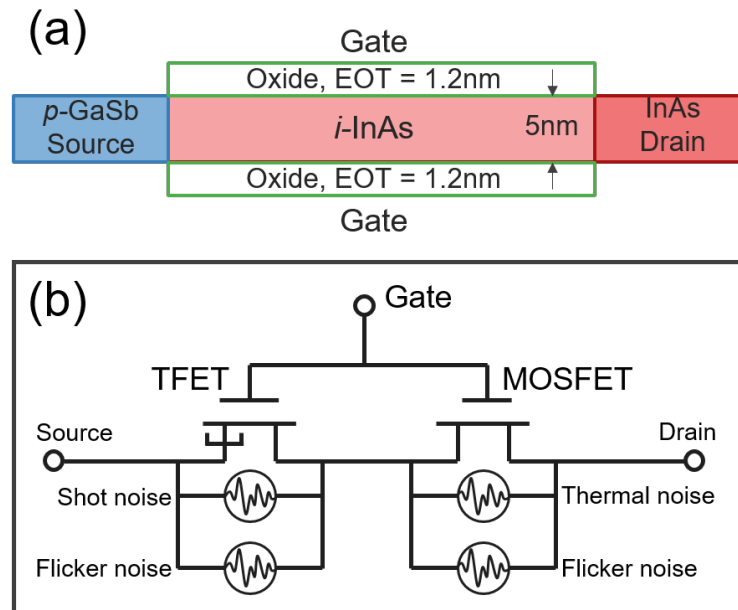 (a)
Gate
Oxide, EOT = 1.2nm
p-GaSb
Source
i-InAs
5nm
InAs
Drain
Oxide, EOT = 1.2nm
Gate
(b)
Gate
TFET
MOSFET
Source
Drain
Shot noise
Thermal noise
Flicker noise
Flicker noise